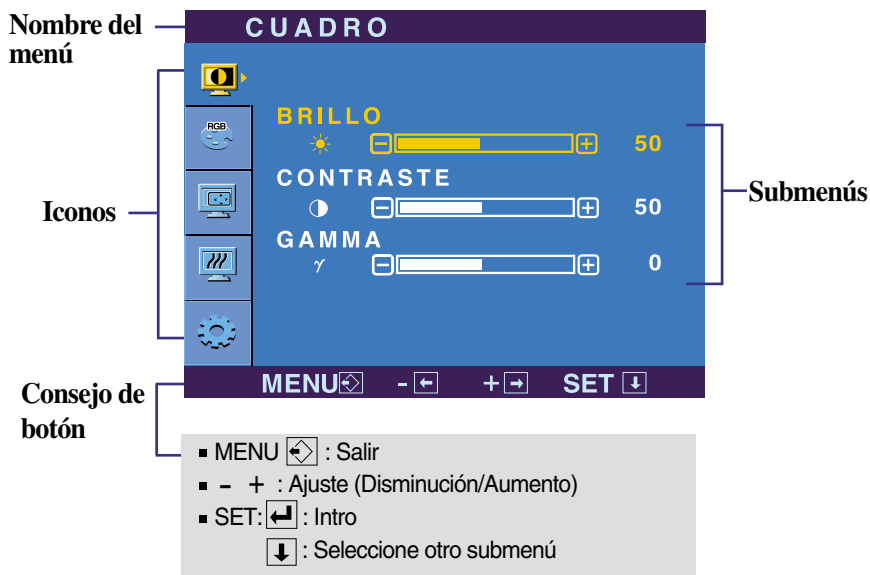 Nombre del
menú
CUADRO
RGB
BRILLO
50
CONTRASTE
50
GAMMA
γ
0
Iconos
Submenús
Consejo de
botón
MENU - + SET
■ MENU : Salir
■ - + : Ajuste (Disminución/Aumento)
■ SET: : Intro
: Seleccione otro submenú